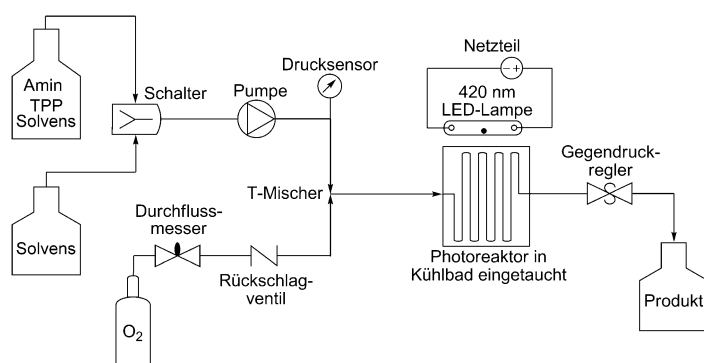 Amin
TPP
Solvens
Schalter
Pumpe
Drucksensor
Netzteil
- +
420 nm
LED-Lampe
Gegendruck-
regler
Solvens
T-Mischer
Durchfluss-
messer
Rückschlag-
ventil
O2
Photoreaktor in
Kühlbad eingetaucht
Produkt